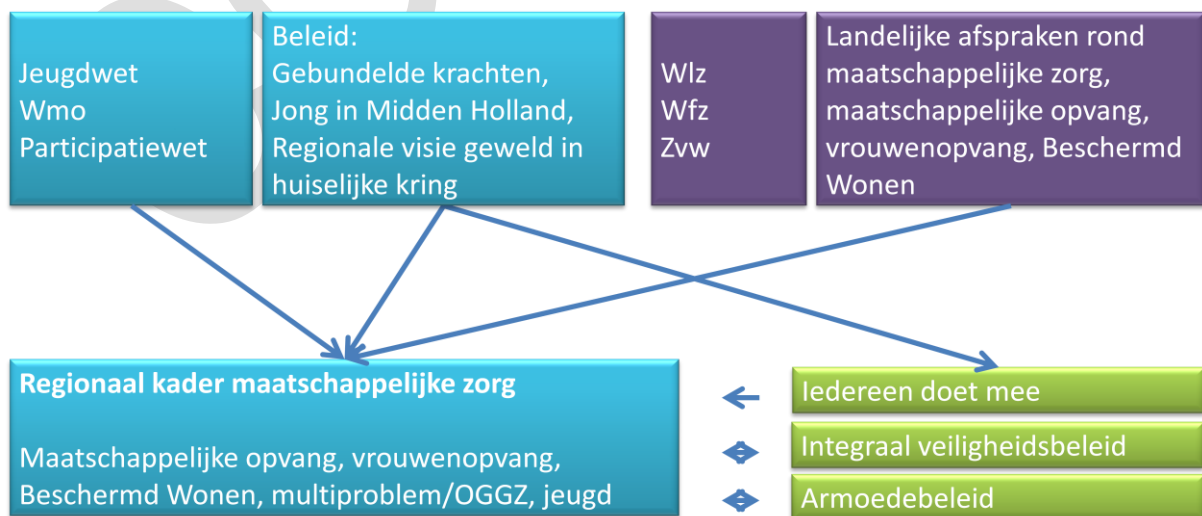 Jeugdwet
Wmo
Participatiewet
Beleid:
Gebundelde krachten,
Jong in Midden Holland,
Regionale visie geweld in
huiselijke kring
Wlz
Wfz
Zvw
Landelijke afspraken rond
maatschappelijke zorg,
maatschappelijke opvang,
vrouwenopvang, Beschermd
Wonen
Regionaal kader maatschappelijke zorg
Maatschappelijke opvang, vrouwenopvang,
Beschermd Wonen, multiproblem/OGGZ, jeugd
Iedereen doet mee
Integraal veiligheidsbeleid
Armoedebeleid